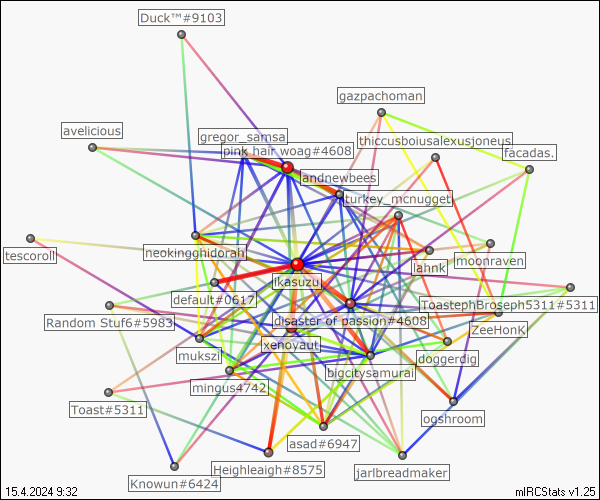 Duck™#9103
gazpachoman
avelicious
gregor_samsa
thiccusboiusalexusjoneus
pink hair woag#4608
facadas.
andnewbees
turkey_mcnugget
tescoroll
neokingghidorah
moonraven
lahnk
ikasuzu
default#0617
ToastephBroseph5311#5311
Random Stuf6#5983
disaster of passion#4608
ZeeHonK
xenoyaut
mukszi
doggerdig
bigcitysamurai
mingus4742
Toast#5311
ogshroom
asad#6947
Heighleagh#8575
jarlbreadmaker
Knowun#6424
15.4.2024 9:32
mIRCStats v1.25